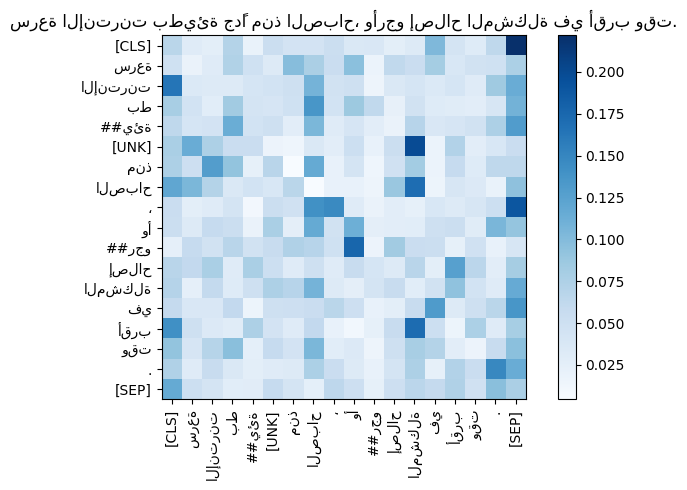 سرعة الإنترنت بطيئة جداً منذ الصباح، وأرجو إصلاح المشكلة في أقرب وقت.
[CLS]
سرعة
الإنترنت
بط
##يئة
[UNK]
منذ
الصباح
،
وأ
##رجو
إصلاح
المشكلة
في
أقرب
وقت
.
[SEP]
[CLS]
سرعة
الإنترنت
بط
##يئة
[UNK]
منذ
الصباح
،
وأ
##رجو
إصلاح
المشكلة
في
أقرب
وقت
.
[SEP]
0.200
0.175
0.150
0.125
0.100
0.075
0.050
0.025